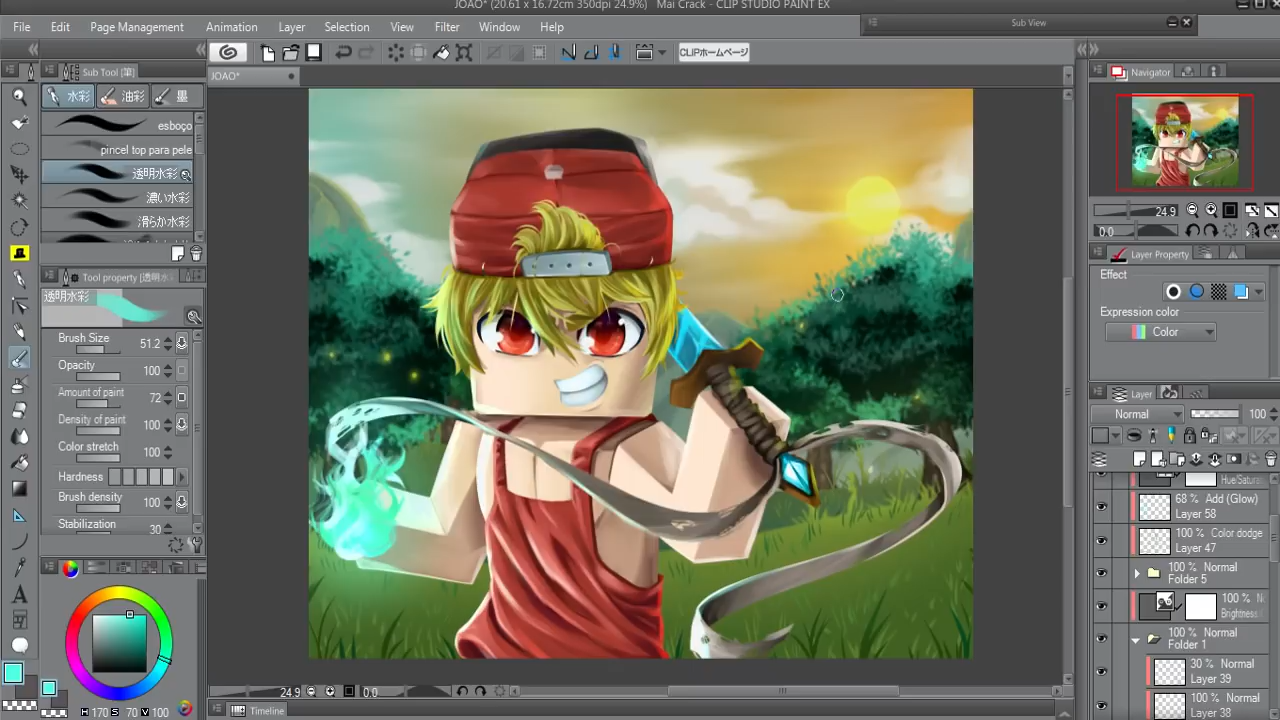 JOAO* (20.61 x 16.72cm 350dpi 24.9%)  Mai Crack - CLIP STUDIO PAINT EX
File Edit Page Management Animation Layer Selection View Filter Window Help
Sub View
CLIPホームページ
Sub Tool [筆]
JOAO*
Navigator
水彩 油彩 墨
esboço
pincel top para pele
透明水彩
濃い水彩
滑らか水彩
24.9
0.0
Tool property [透明水彩
透明水彩
Layer Property
Effect
Expression color
Color
Brush Size 51.2
Opacity 100
Amount of paint 72
Density of paint 100
Color stretch 100
Hardness
Brush density 100
Stabilization 30
Layer
Normal 100
Hue/Satura
68 % Add (Glow)
Layer 58
100 % Color dodge
Layer 47
100 % Normal
Folder 5
100 %
Brightness
100 % Normal
Folder 1
30 % Normal
Layer 39
100 % Normal
Layer 38
H 170 S 70 V 100
24.9 0.0
Timeline